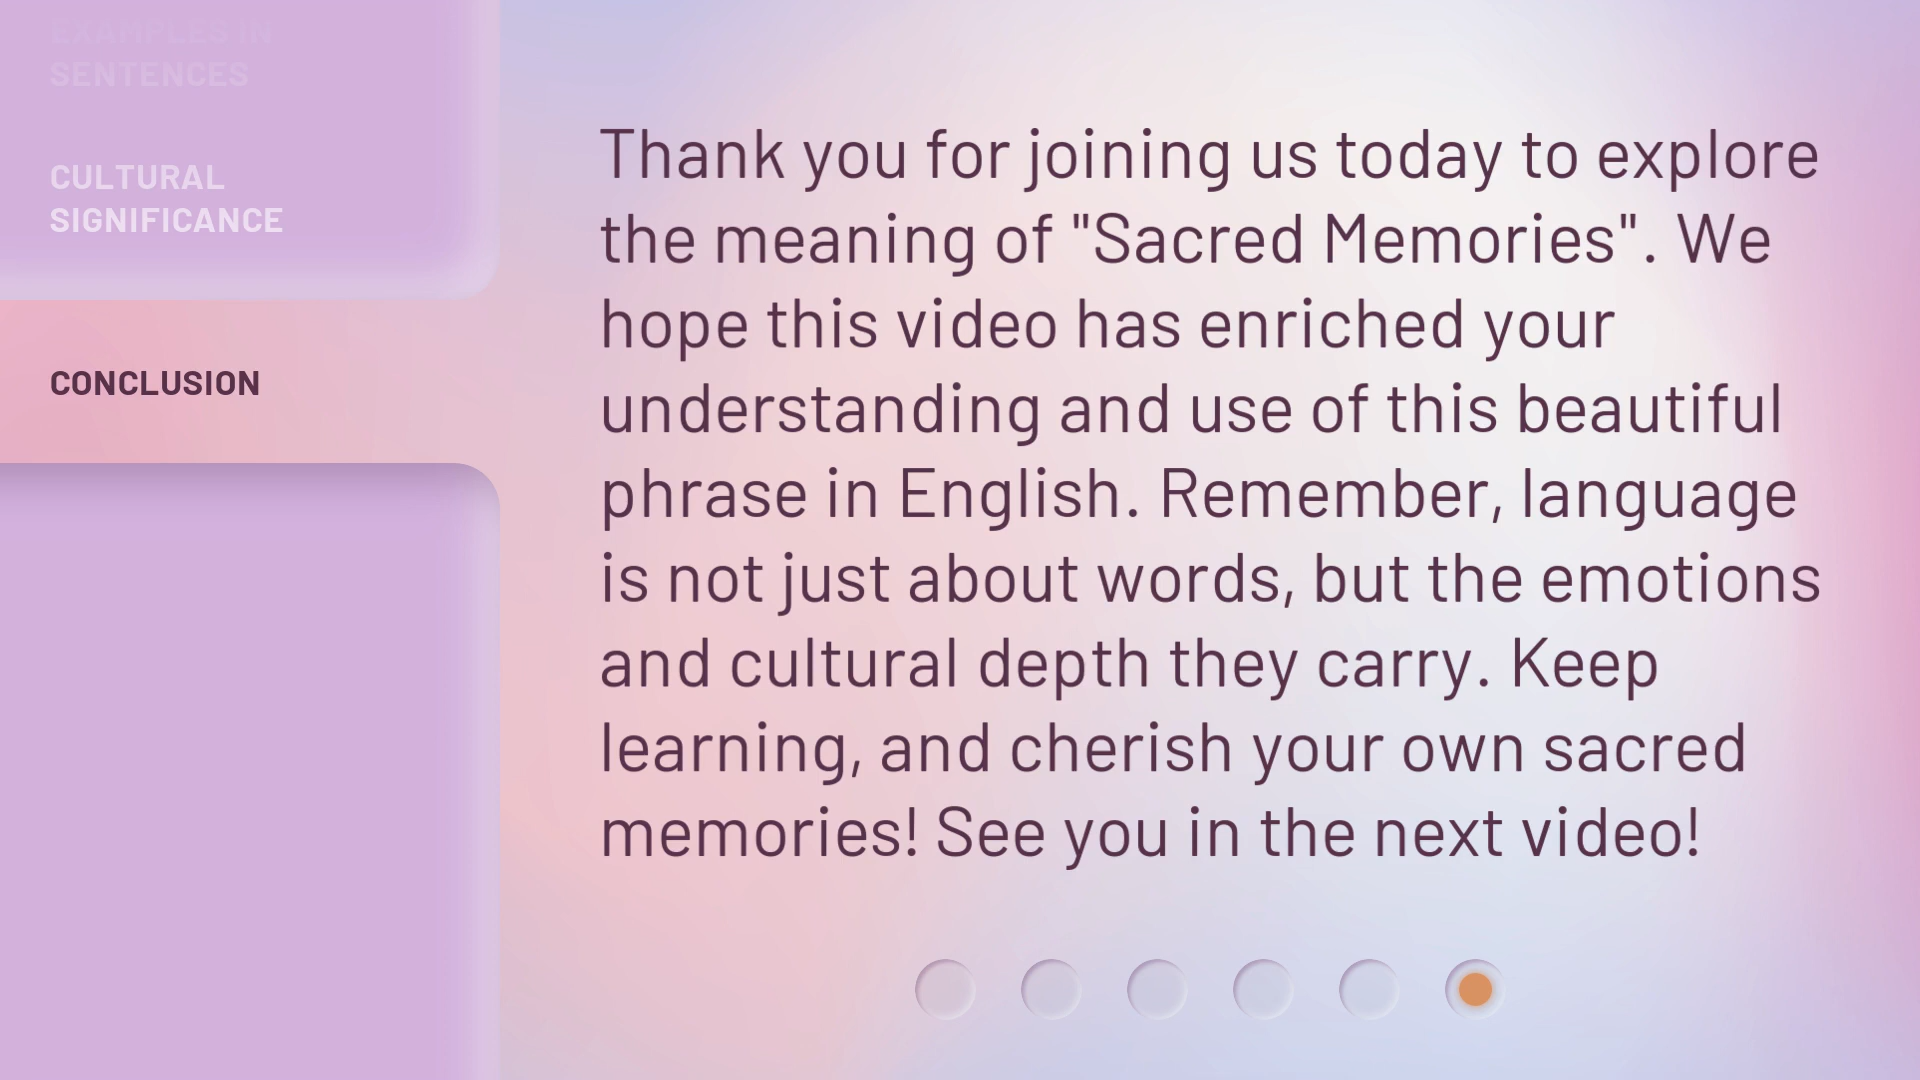 EXAMPLES IN
SENTENCES
CULTURAL
SIGNIFICANCE
CONCLUSION
Thank you for joining us today to explore
the meaning of "Sacred Memories". We
hope this video has enriched your
understanding and use of this beautiful
phrase in English. Remember, language
is not just about words, but the emotions
and cultural depth they carry. Keep
learning, and cherish your own sacred
memories! See you in the next video!